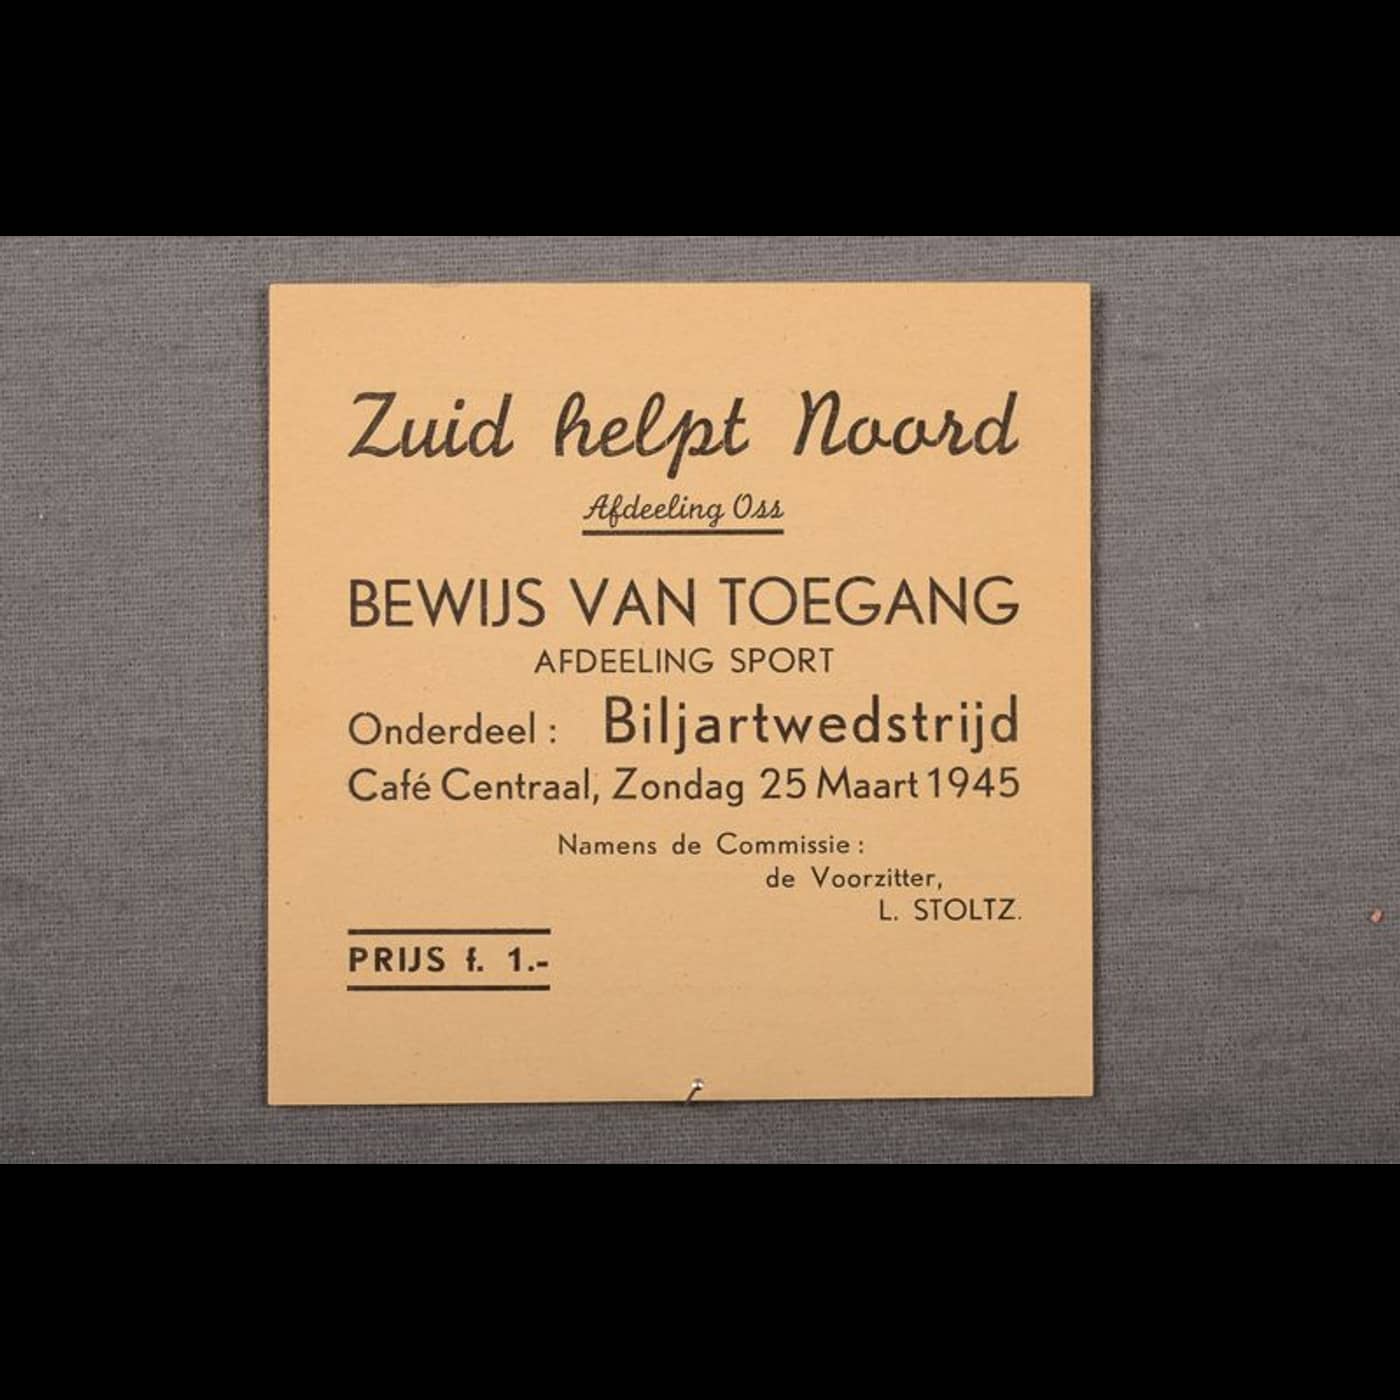 Zuid helpt Noord
Afdeeling Oss
BEWIJS VAN TOEGANG
AFDEELING SPORT
Onderdeel : Biljartwedstrijd
Café Centraal, Zondag 25 Maart 1945
Namens de Commissie :
de Voorzitter,
L. STOLTZ.
PRIJS f. 1.-